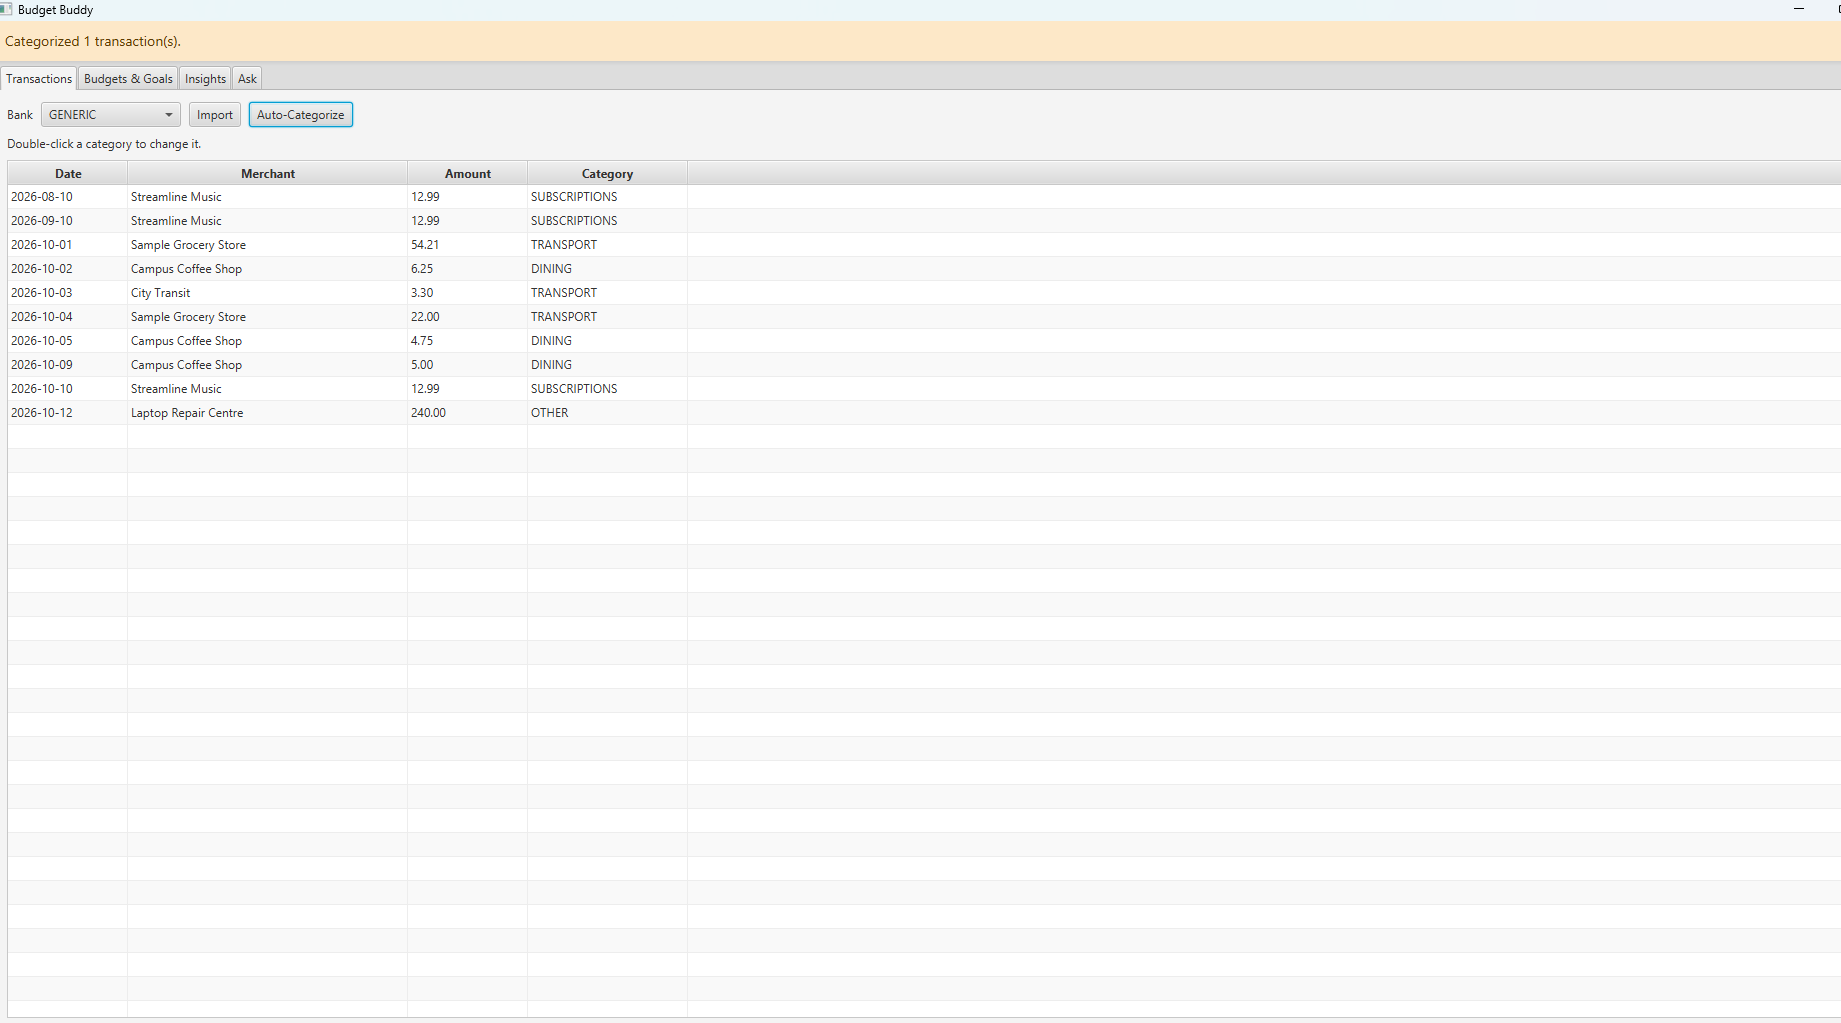 Budget Buddy
Categorized 1 transaction(s).
Transactions Budgets & Goals Insights Ask
Bank GENERIC Import Auto-Categorize
Double-click a category to change it.
Date Merchant Amount Category
2026-08-10 Streamline Music 12.99 SUBSCRIPTIONS
2026-09-10 Streamline Music 12.99 SUBSCRIPTIONS
2026-10-01 Sample Grocery Store 54.21 TRANSPORT
2026-10-02 Campus Coffee Shop 6.25 DINING
2026-10-03 City Transit 3.30 TRANSPORT
2026-10-04 Sample Grocery Store 22.00 TRANSPORT
2026-10-05 Campus Coffee Shop 4.75 DINING
2026-10-09 Campus Coffee Shop 5.00 DINING
2026-10-10 Streamline Music 12.99 SUBSCRIPTIONS
2026-10-12 Laptop Repair Centre 240.00 OTHER